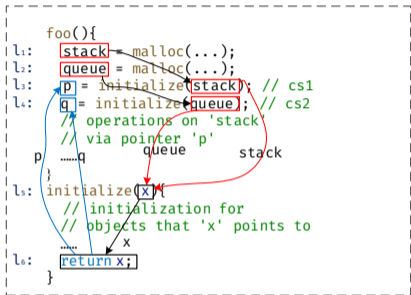 foo(){
l₁: stack = malloc(...);
l₂: queue = malloc(...);
l₃: p = initialize(stack); // cs1
l₄: q = initialize(queue); // cs2
// operations on 'stack'
// via pointer 'p'
p ……q queue stack
}
l₅: initialize(x){
// initialization for
// objects that 'x' points to
…… x
l₆: return x;
}